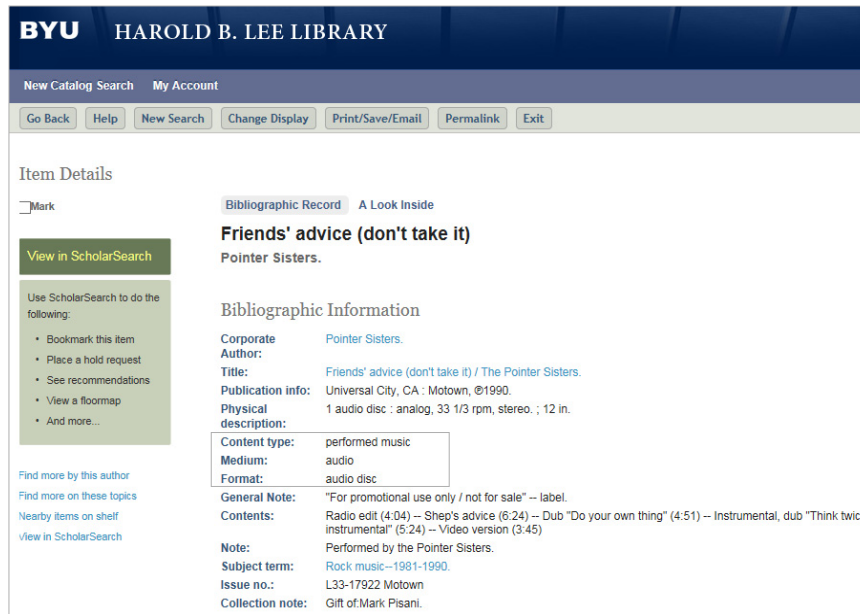 BYU HAROLD B. LEE LIBRARY
New Catalog Search My Account
Go Back Help New Search Change Display Print/Save/Email Permalink Exit
Item Details
Mark
View in ScholarSearch
Use ScholarSearch to do the
following:
• Bookmark this item
• Place a hold request
• See recommendations
• View a floormap
• And more...
Find more by this author
Find more on these topics
Nearby items on shelf
View in ScholarSearch
Bibliographic Record A Look Inside
Friends' advice (don't take it)
Pointer Sisters.
Bibliographic Information
Corporate Author: Pointer Sisters.
Title: Friends' advice (don't take it) / The Pointer Sisters.
Publication info: Universal City, CA : Motown, ℗1990.
Physical description: 1 audio disc : analog, 33 1/3 rpm, stereo. ; 12 in.
Content type: performed music
Medium: audio
Format: audio disc
General Note: "For promotional use only / not for sale" -- label.
Contents: Radio edit (4:04) -- Shep's advice (6:24) -- Dub "Do your own thing" (4:51) -- Instrumental, dub "Think
instrumental" (5:24) -- Video version (3:45)
Note: Performed by the Pointer Sisters.
Subject term: Rock music--1981-1990.
Issue no.: L33-17922 Motown
Collection note: Gift of:Mark Pisani.